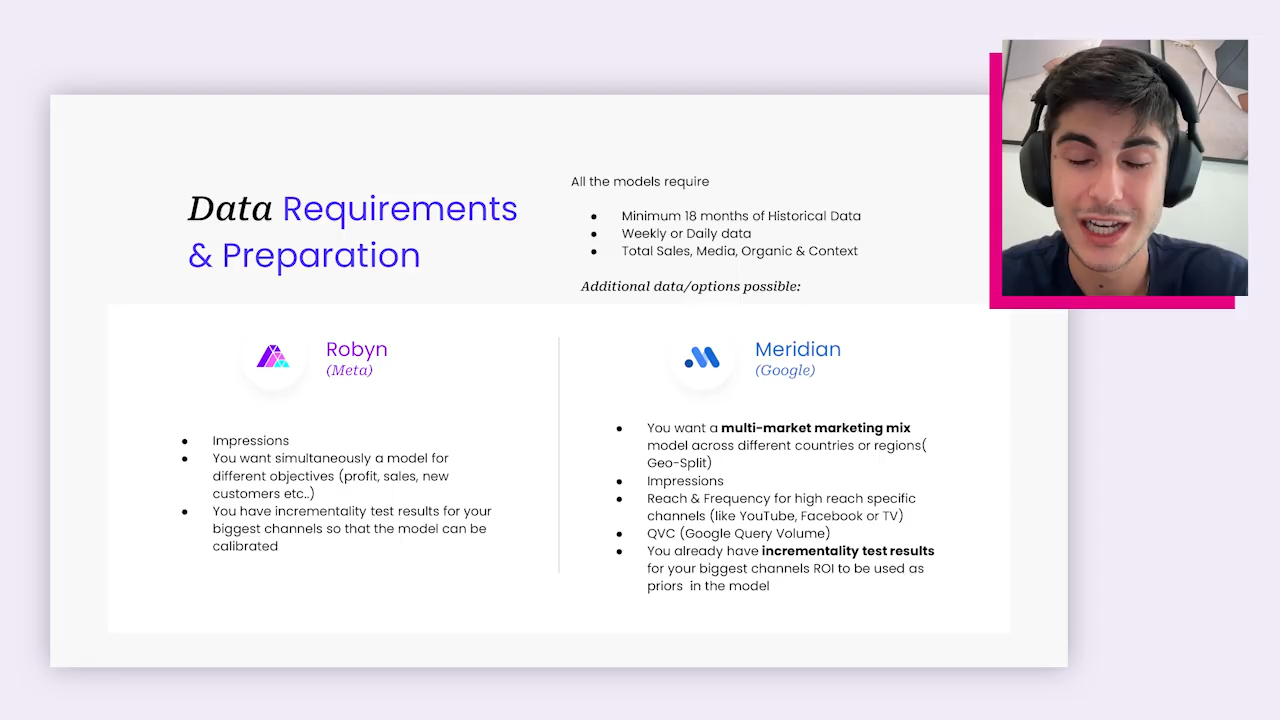 Data Requirements
& Preparation
All the models require
● Minimum 18 months of Historical Data
● Weekly or Daily data
● Total Sales, Media, Organic & Context
Additional data/options possible:
Robyn
(Meta)
● Impressions
● You want simultaneously a model for
different objectives (profit, sales, new
customers etc..)
● You have incrementality test results for your
biggest channels so that the model can be
calibrated
Meridian
(Google)
● You want a multi-market marketing mix
model across different countries or regions(
Geo-Split)
● Impressions
● Reach & Frequency for high reach specific
channels (like YouTube, Facebook or TV)
● QVC (Google Query Volume)
● You already have incrementality test results
for your biggest channels ROI to be used as
priors in the model